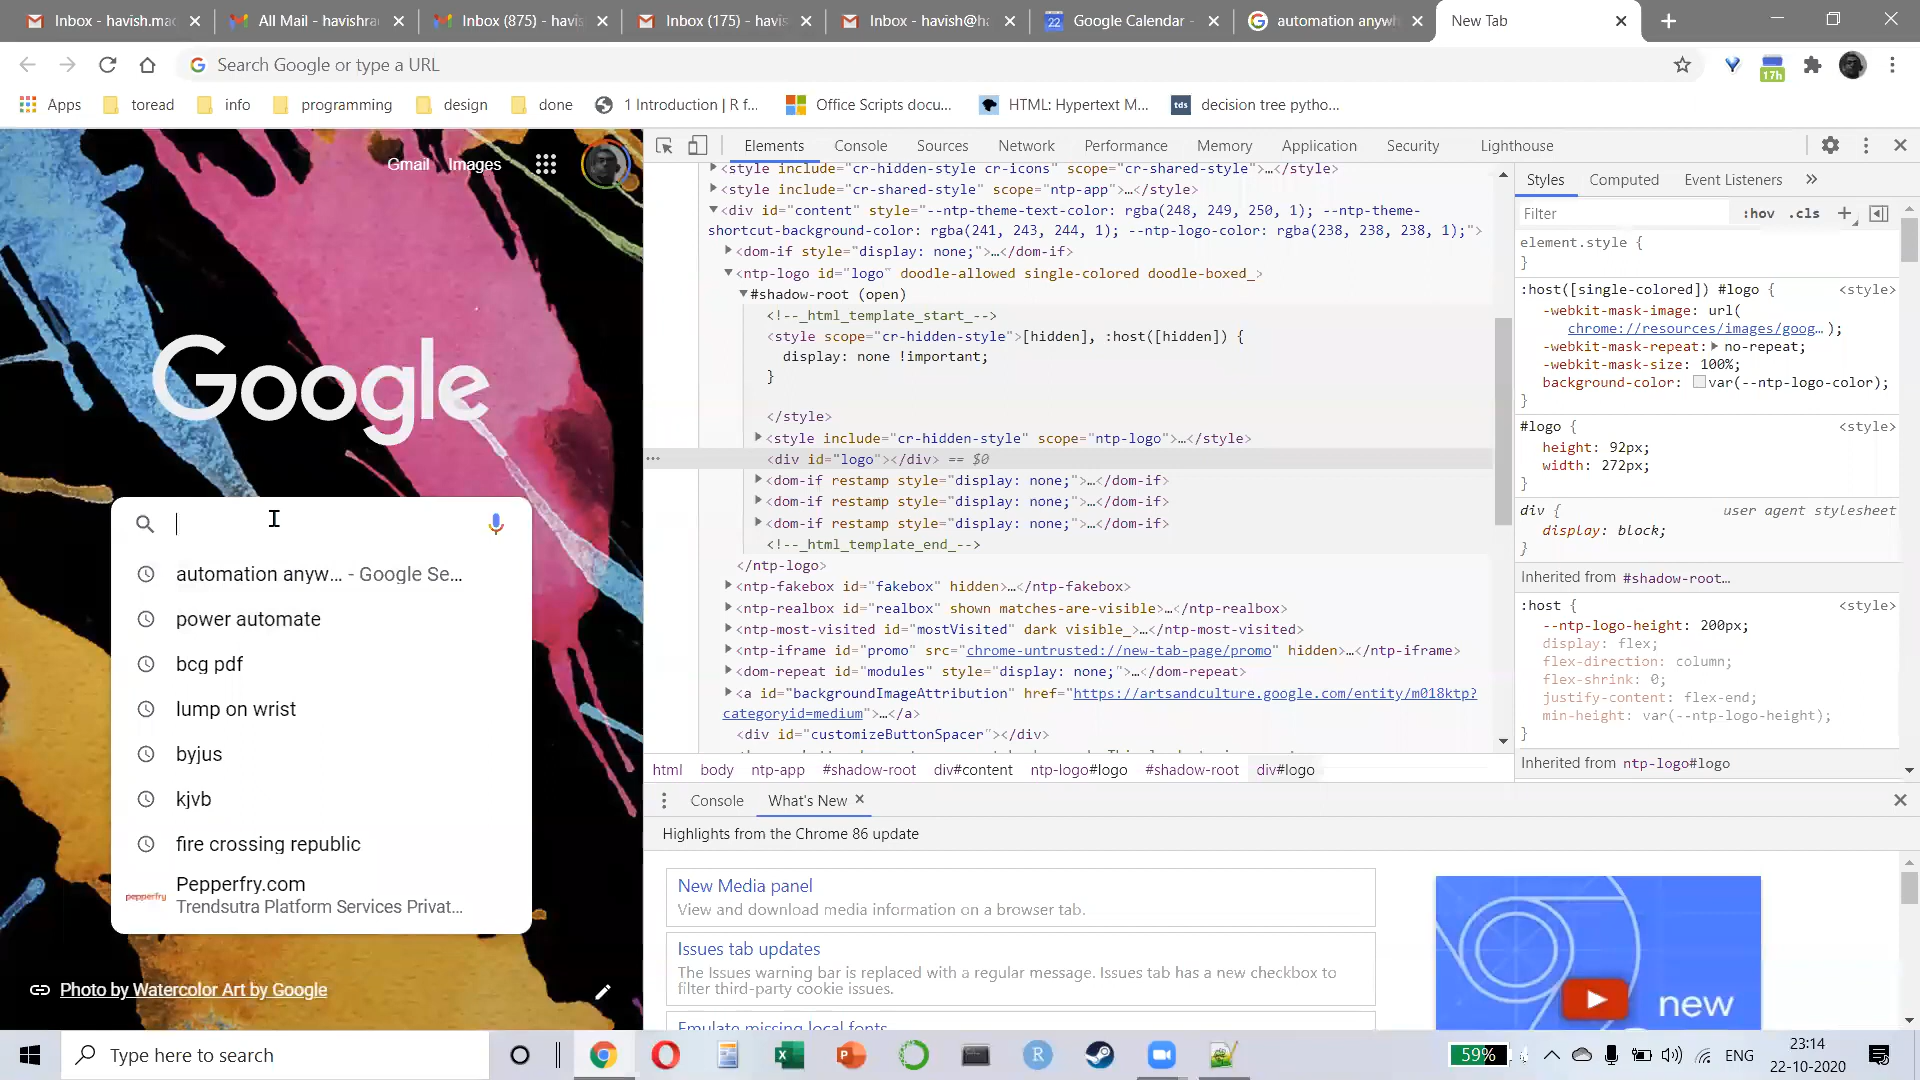 Inbox - havish.mac
All Mail - havishra
Inbox (875) - havis
Inbox (175) - havis
Inbox - havish@ha
22
Google Calendar -
automation anywh
New Tab
Search Google or type a URL
17h
Apps
toread
info
programming
design
done
1 Introduction | R f...
Office Scripts docu...
HTML: Hypertext M...
tds
decision tree pytho...
Gmail
Images
Google
automation anyw... - Google Se...
power automate
bcg pdf
lump on wrist
byjus
kjvb
fire crossing republic
pepperfry
Pepperfry.com
Trendsutra Platform Services Privat...
Photo by Watercolor Art by Google
Elements
Console
Sources
Network
Performance
Memory
Application
Security
Lighthouse
<style include="cr-hidden-style cr-icons" scope="cr-shared-style">…</style>
<style include="cr-shared-style" scope="ntp-app">…</style>
<div id="content" style="--ntp-theme-text-color: rgba(248, 249, 250, 1); --ntp-theme-
shortcut-background-color: rgba(241, 243, 244, 1); --ntp-logo-color: rgba(238, 238, 238, 1);">
<dom-if style="display: none;">…</dom-if>
<ntp-logo id="logo" doodle-allowed single-colored doodle-boxed_>
#shadow-root (open)
<!--_html_template_start_-->
<style scope="cr-hidden-style">[hidden], :host([hidden]) {
display: none !important;
}
</style>
<style include="cr-hidden-style" scope="ntp-logo">…</style>
<div id="logo"></div> == $0
<dom-if restamp style="display: none;">…</dom-if>
<dom-if restamp style="display: none;">…</dom-if>
<dom-if restamp style="display: none;">…</dom-if>
<!--_html_template_end_-->
</ntp-logo>
<ntp-fakebox id="fakebox" hidden>…</ntp-fakebox>
<ntp-realbox id="realbox" shown matches-are-visible>…</ntp-realbox>
<ntp-most-visited id="mostVisited" dark visible_>…</ntp-most-visited>
<ntp-iframe id="promo" src="chrome-untrusted://new-tab-page/promo" hidden>…</ntp-iframe>
<dom-repeat id="modules" style="display: none;">…</dom-repeat>
<a id="backgroundImageAttribution" href="https://artsandculture.google.com/entity/m018ktp?
categoryid=medium">…</a>
<div id="customizeButtonSpacer"></div>
html
body
ntp-app
#shadow-root
div#content
ntp-logo#logo
#shadow-root
div#logo
Styles
Computed
Event Listeners
Filter
:hov
.cls
element.style {
}
:host([single-colored]) #logo {
<style>
-webkit-mask-image: url(
chrome://resources/images/goog… );
-webkit-mask-repeat: no-repeat;
-webkit-mask-size: 100%;
background-color: var(--ntp-logo-color);
}
#logo {
<style>
height: 92px;
width: 272px;
}
div {
user agent stylesheet
display: block;
}
Inherited from #shadow-root…
:host {
<style>
--ntp-logo-height: 200px;
display: flex;
flex-direction: column;
flex-shrink: 0;
justify-content: flex-end;
min-height: var(--ntp-logo-height);
}
Inherited from ntp-logo#logo
Console
What's New
Highlights from the Chrome 86 update
New Media panel
View and download media information on a browser tab.
Issues tab updates
The Issues warning bar is replaced with a regular message. Issues tab has a new checkbox to
filter third-party cookie issues.
Emulate missing local fonts
new
Type here to search
59%
ENG
23:14
22-10-2020